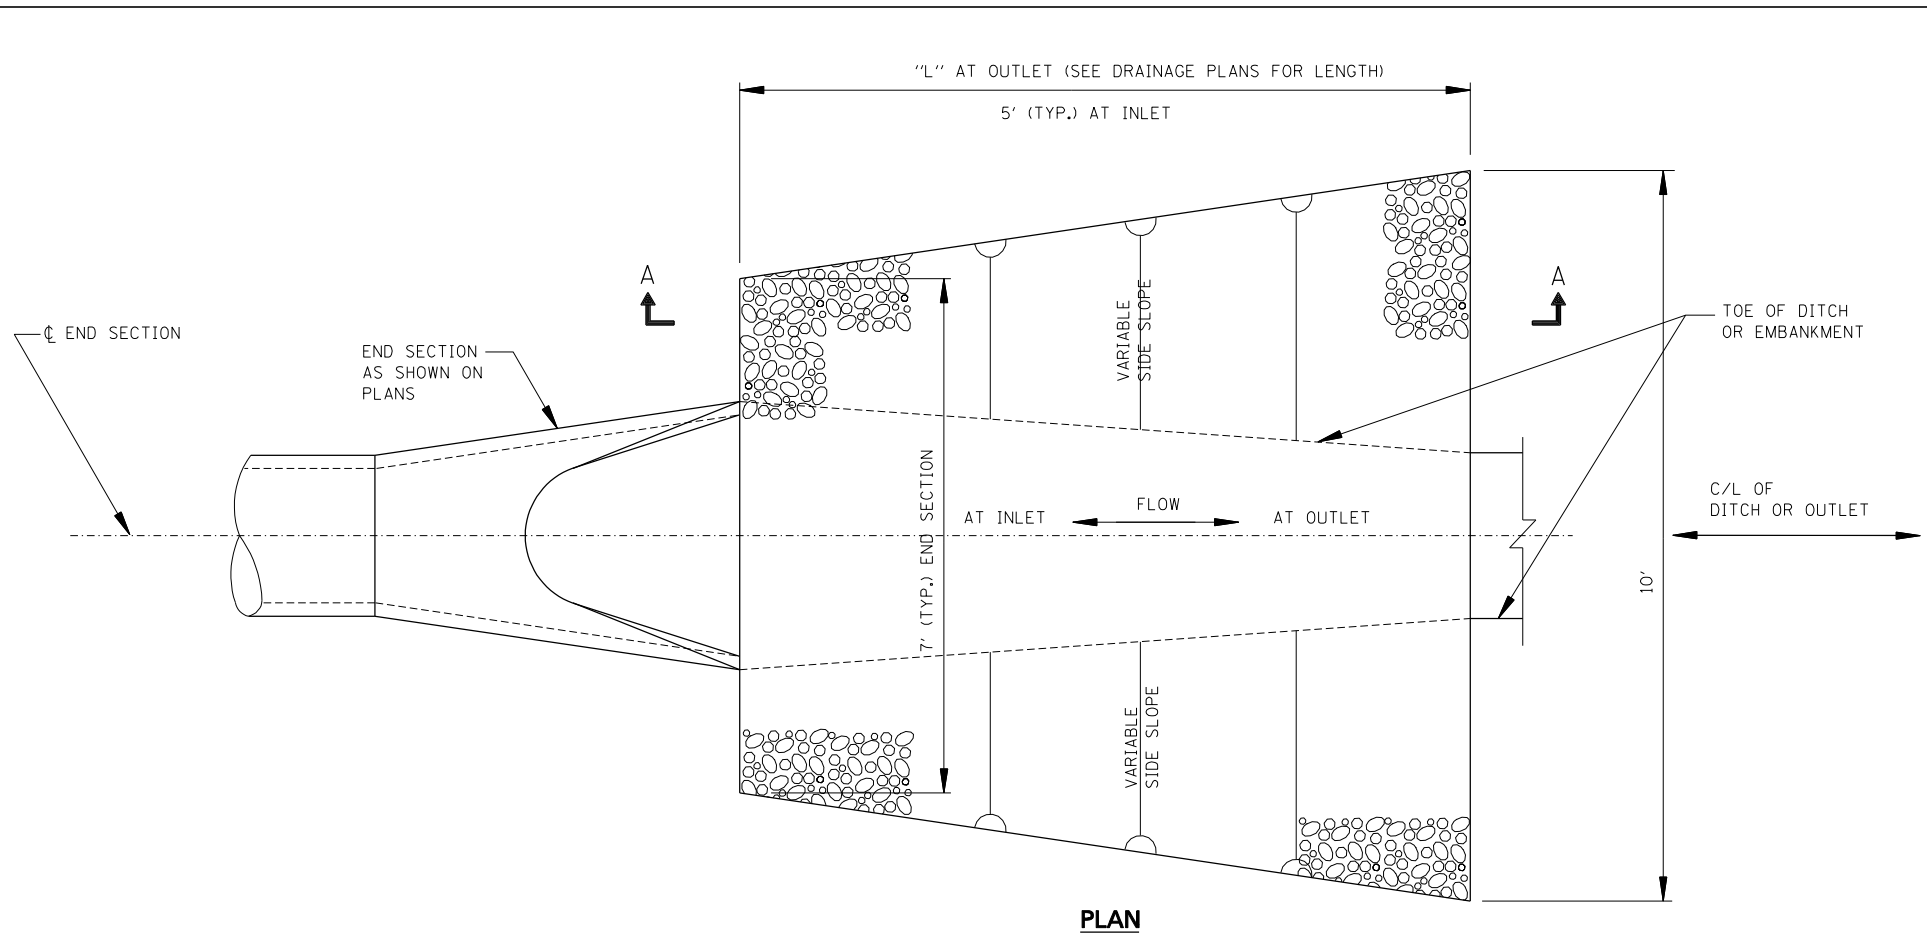 "L" AT OUTLET (SEE DRAINAGE PLANS FOR LENGTH)
5' (TYP.) AT INLET
A
A
℄ END SECTION
END SECTION
AS SHOWN ON
PLANS
VARIABLE
SIDE SLOPE
TOE OF DITCH
OR EMBANKMENT
7' (TYP.) END SECTION
AT INLET
FLOW
AT OUTLET
C/L OF
DITCH OR OUTLET
10'
VARIABLE
SIDE SLOPE
PLAN